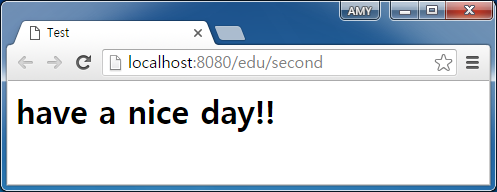 AMY
Test
localhost:8080/edu/second
have a nice day!!